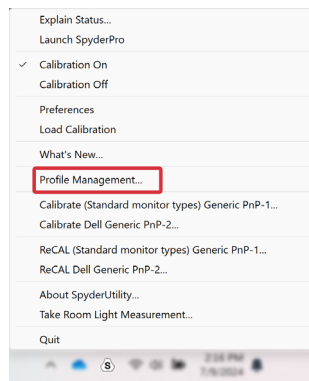 Explain Status...
Launch SpyderPro
Calibration On
Calibration Off
Preferences
Load Calibration
What's New...
Profile Management...
Calibrate (Standard monitor types) Generic PnP-1...
Calibrate Dell Generic PnP-2...
ReCAL (Standard monitor types) Generic PnP-1...
ReCAL Dell Generic PnP-2...
About SpyderUtility...
Take Room Light Measurement...
Quit
S
2:16 PM
7/9/2024